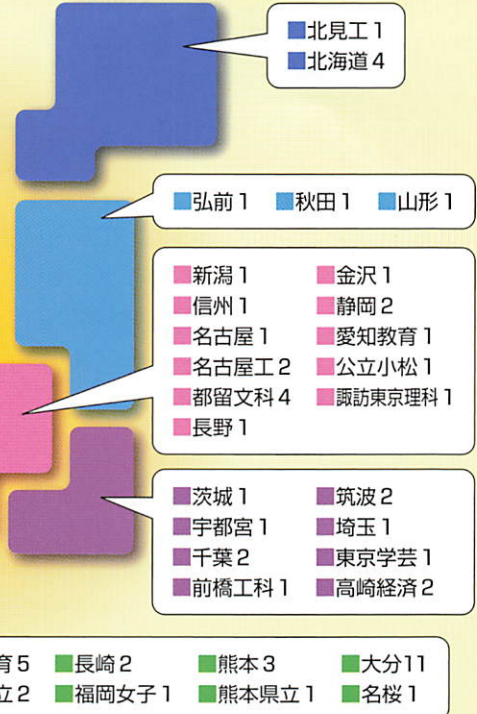 ■北見工1
■北海道4
■弘前1 ■秋田1 ■山形1
■新潟1 ■金沢1
■信州1 ■静岡2
■名古屋1 ■愛知教育1
■名古屋工2 ■公立小松1
■都留文科4 ■諏訪東京理科1
■長野1
■茨城1 ■筑波2
■宇都宮1 ■埼玉1
■千葉2 ■東京学芸1
■前橋工科1 ■高崎経済2
育5 ■長崎2 ■熊本3 ■大分11
立2 ■福岡女子1 ■熊本県立1 ■名桜1